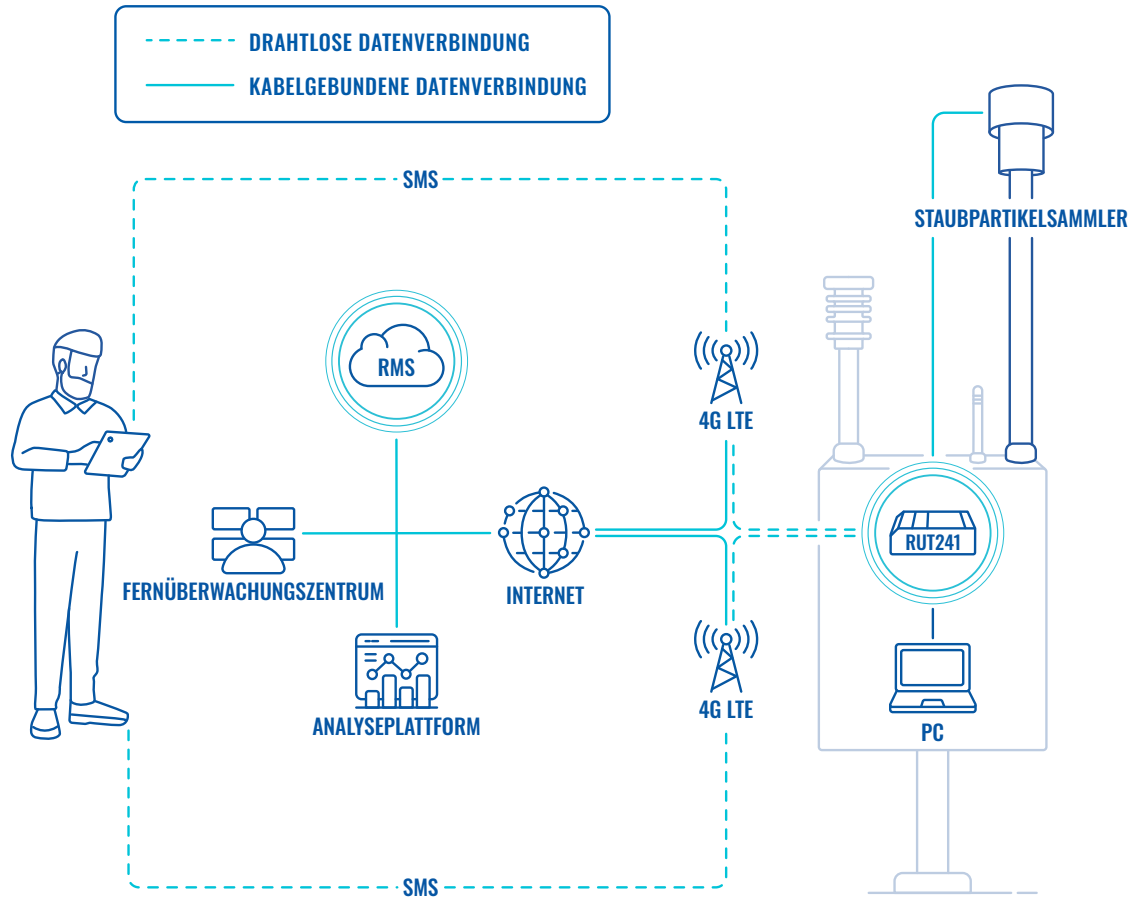 DRAHTLOSE DATENVERBINDUNG
KABELGEBUNDENE DATENVERBINDUNG
SMS
STAUBPARTIKELSAMMLER
RMS
4G LTE
RUT241
FERNÜBERWACHUNGSZENTRUM
INTERNET
ANALYSEPLATTFORM
4G LTE
PC
SMS